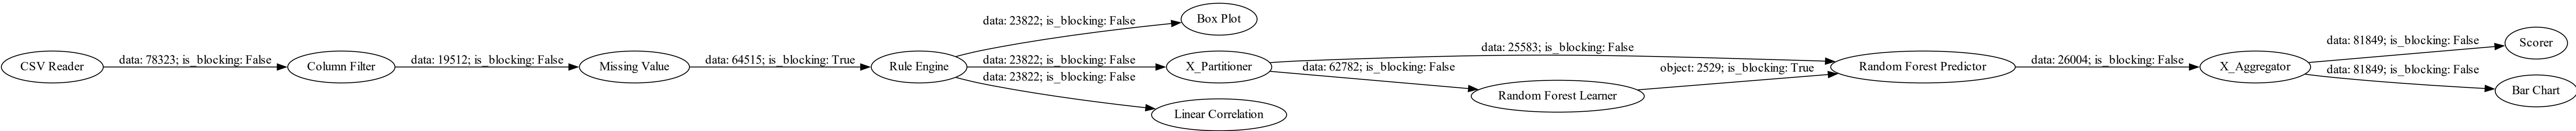 CSV Reader
data: 78323; is_blocking: False
Column Filter
data: 19512; is_blocking: False
Missing Value
data: 64515; is_blocking: True
Rule Engine
data: 23822; is_blocking: False
Box Plot
data: 23822; is_blocking: False
X_Partitioner
data: 23822; is_blocking: False
Linear Correlation
data: 25583; is_blocking: False
data: 62782; is_blocking: False
Random Forest Learner
object: 2529; is_blocking: True
Random Forest Predictor
data: 26004; is_blocking: False
X_Aggregator
data: 81849; is_blocking: False
Scorer
data: 81849; is_blocking: False
Bar Chart